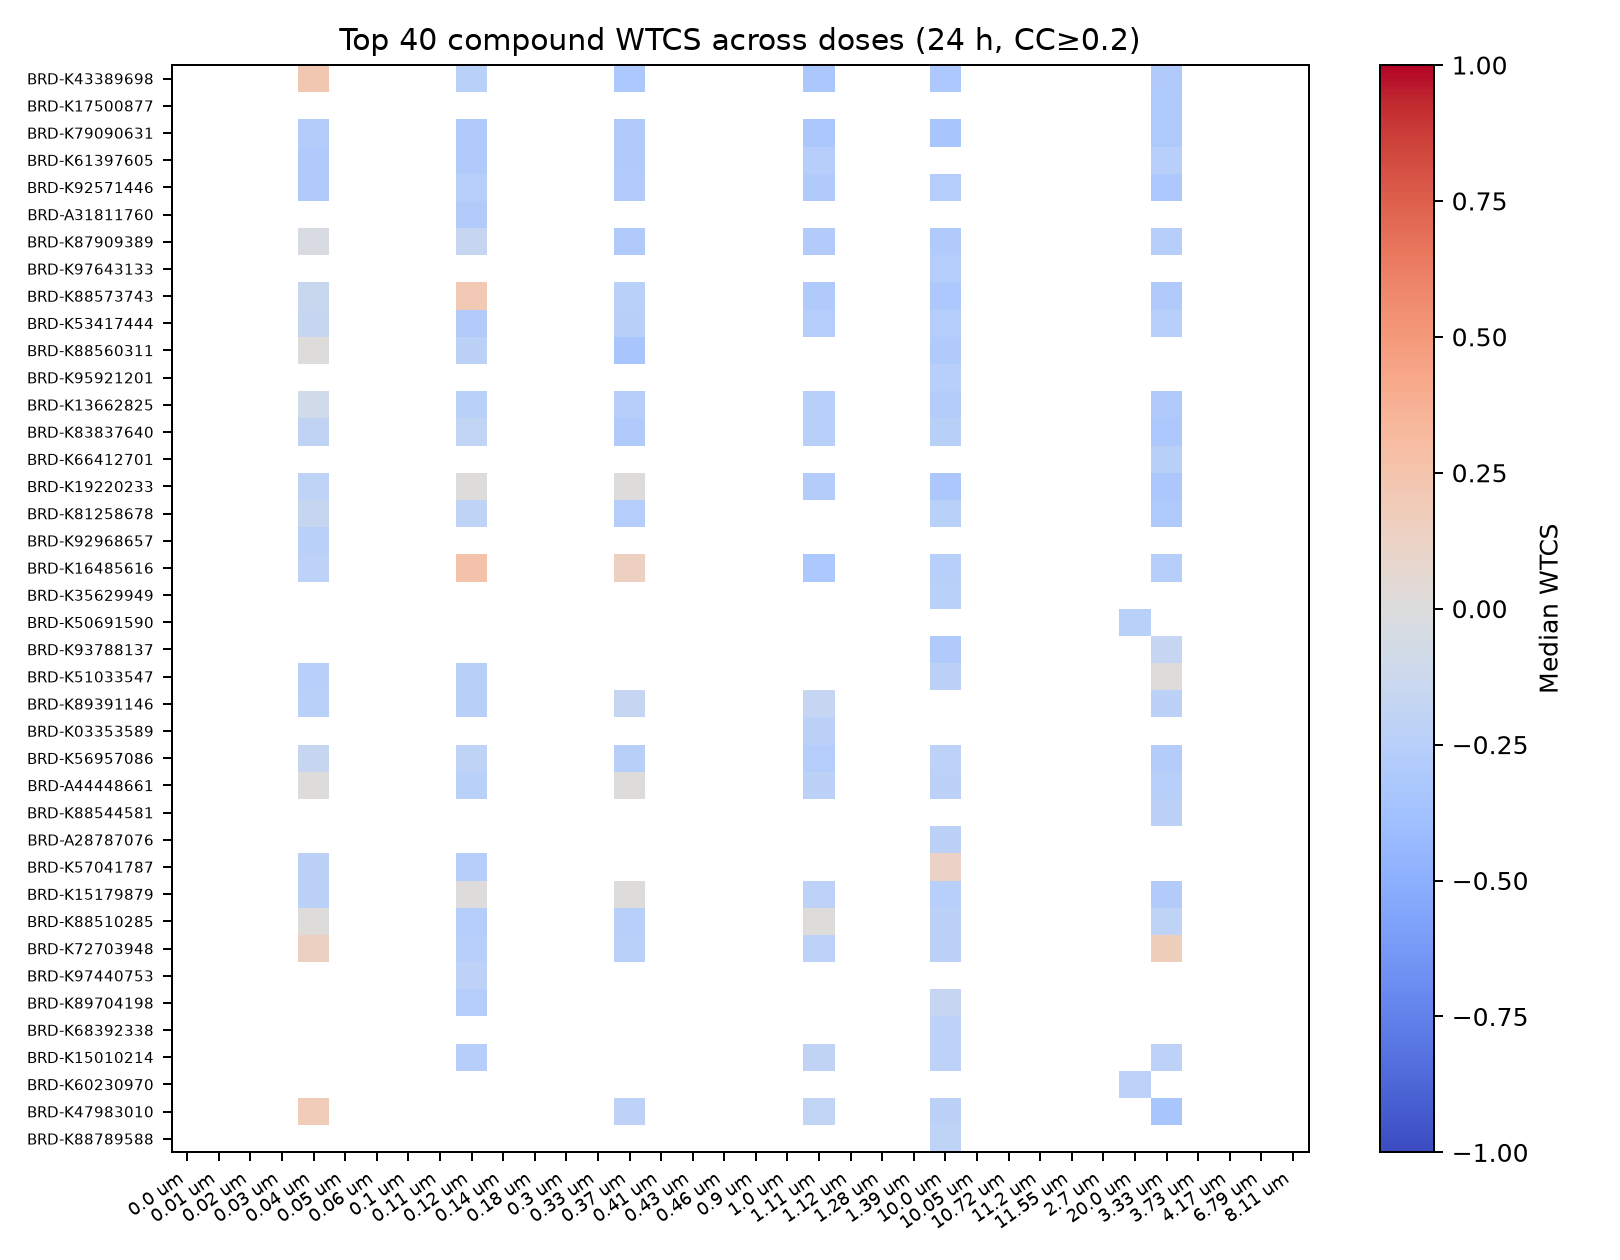 Top 40 compound WTCS across doses (24 h, CC≥0.2)
BRD-K43389698
BRD-K17500877
BRD-K79090631
BRD-K61397605
BRD-K92571446
BRD-A31811760
BRD-K87909389
BRD-K97643133
BRD-K88573743
BRD-K53417444
BRD-K88560311
BRD-K95921201
BRD-K13662825
BRD-K83837640
BRD-K66412701
BRD-K19220233
BRD-K81258678
BRD-K92968657
BRD-K16485616
BRD-K35629949
BRD-K50691590
BRD-K93788137
BRD-K51033547
BRD-K89391146
BRD-K03353589
BRD-K56957086
BRD-A44448661
BRD-K88544581
BRD-A28787076
BRD-K57041787
BRD-K15179879
BRD-K88510285
BRD-K72703948
BRD-K97440753
BRD-K89704198
BRD-K68392338
BRD-K15010214
BRD-K60230970
BRD-K47983010
BRD-K88789588
0.0 um
0.01 um
0.02 um
0.03 um
0.04 um
0.05 um
0.06 um
0.1 um
0.11 um
0.12 um
0.14 um
0.18 um
0.3 um
0.33 um
0.37 um
0.41 um
0.43 um
0.46 um
0.9 um
1.0 um
1.11 um
1.12 um
1.28 um
1.39 um
10.0 um
10.05 um
10.72 um
11.2 um
11.55 um
2.7 um
20.0 um
3.33 um
3.73 um
4.17 um
6.79 um
8.11 um
1.00
0.75
0.50
0.25
0.00
−0.25
−0.50
−0.75
−1.00
Median WTCS